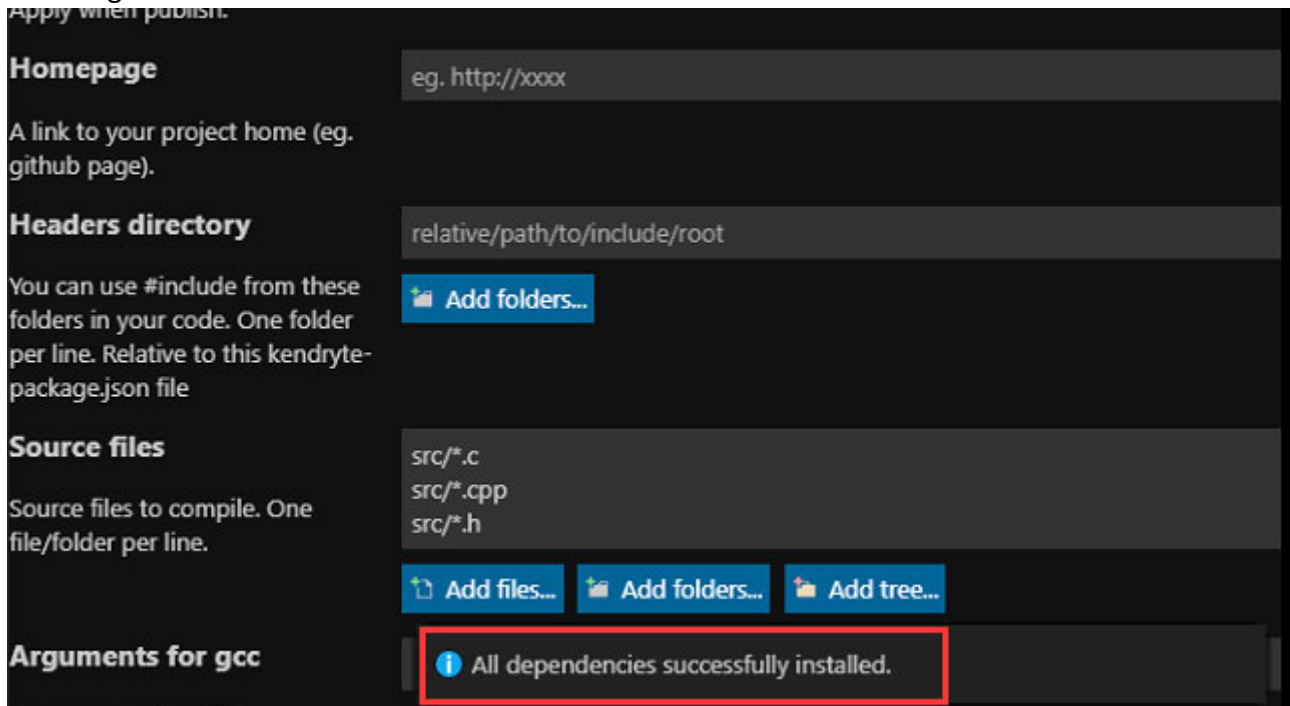 Apply when publish.
Homepage
eg. http://xxxx
A link to your project home (eg.
github page).
Headers directory
relative/path/to/include/root
You can use #include from these
folders in your code. One folder
per line. Relative to this kendryte-
package.json file
Add folders...
Source files
src/*.c
src/*.cpp
src/*.h
Source files to compile. One
file/folder per line.
Add files...
Add folders...
Add tree...
Arguments for gcc
All dependencies successfully installed.